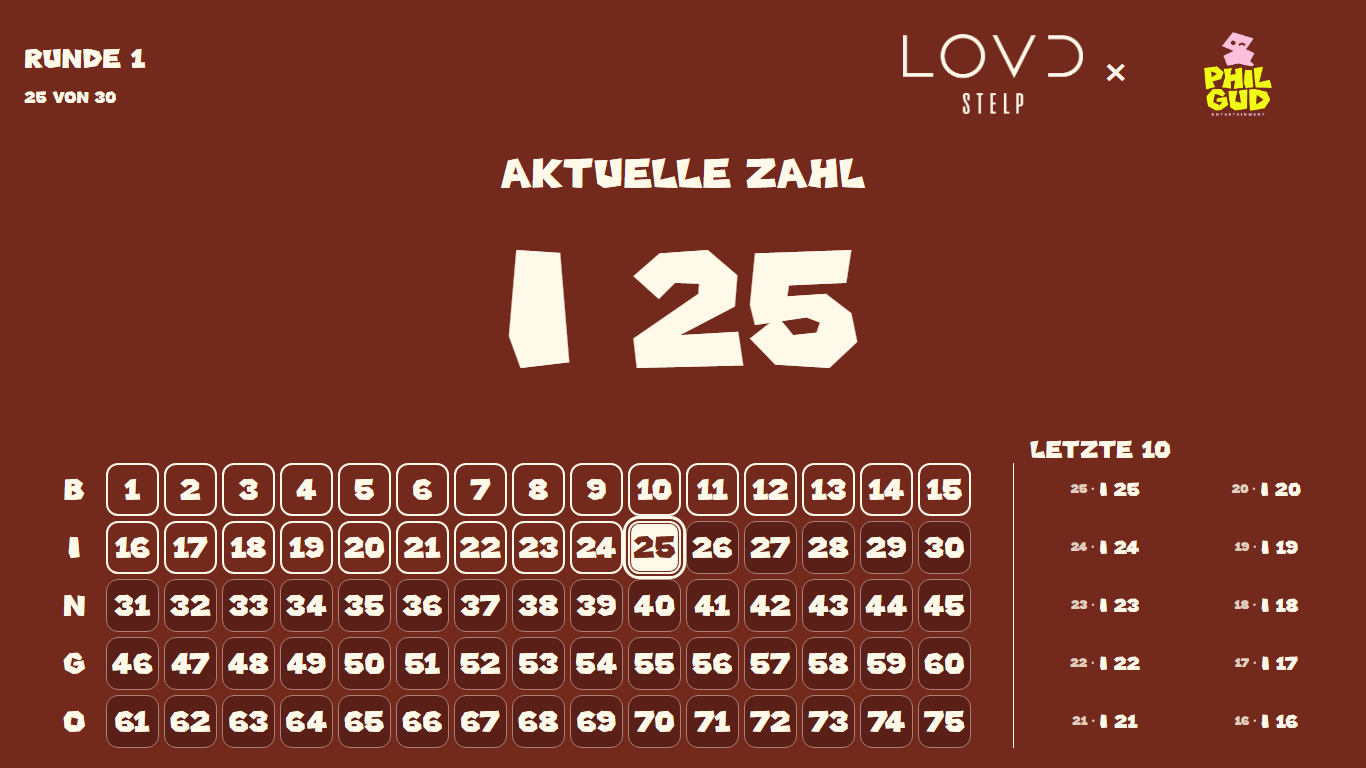 RUNDE 1
25 VON 30
LOVD
STELP
×
PHIL
GUD
ENTERTAINMENT
AKTUELLE ZAHL
I 25
B 1 2 3 4 5 6 7 8 9 10 11 12 13 14 15
I 16 17 18 19 20 21 22 23 24 25 26 27 28 29 30
N 31 32 33 34 35 36 37 38 39 40 41 42 43 44 45
G 46 47 48 49 50 51 52 53 54 55 56 57 58 59 60
O 61 62 63 64 65 66 67 68 69 70 71 72 73 74 75
LETZTE 10
25 · I 25 20 · I 20
24 · I 24 19 · I 19
23 · I 23 18 · I 18
22 · I 22 17 · I 17
21 · I 21 16 · I 16